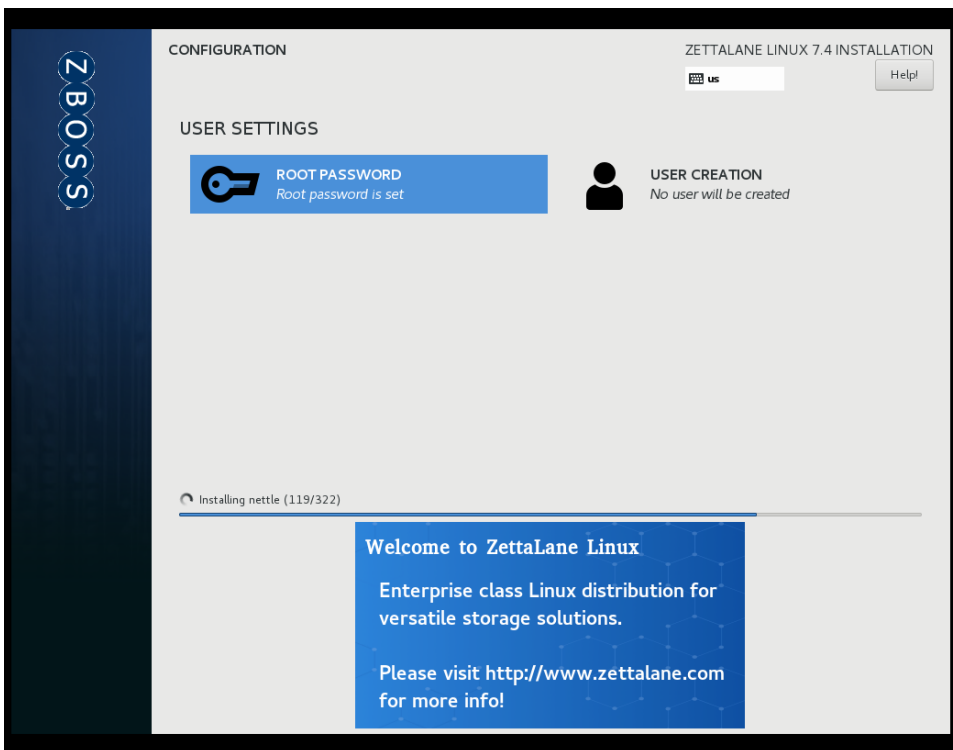 ZBOSS
CONFIGURATION
ZETTALANE LINUX 7.4 INSTALLATION
us
Help!
USER SETTINGS
ROOT PASSWORD
Root password is set
USER CREATION
No user will be created
Installing nettle (119/322)
Welcome to ZettaLane Linux
Enterprise class Linux distribution for
versatile storage solutions.
Please visit http://www.zettalane.com
for more info!